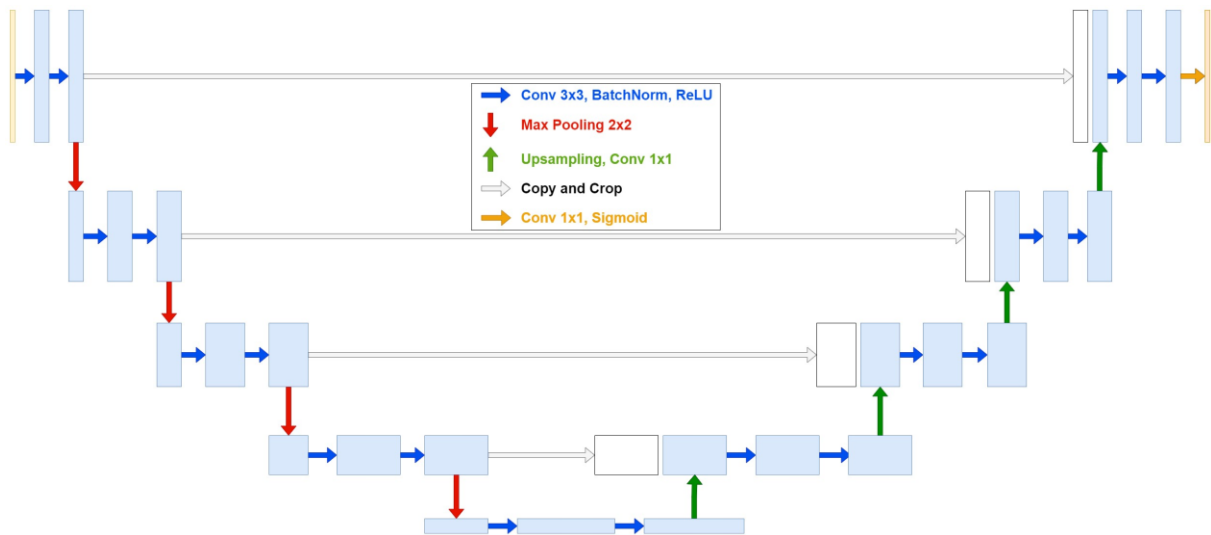 Conv 3x3, BatchNorm, ReLU
Max Pooling 2x2
Upsampling, Conv 1x1
Copy and Crop
Conv 1x1, Sigmoid